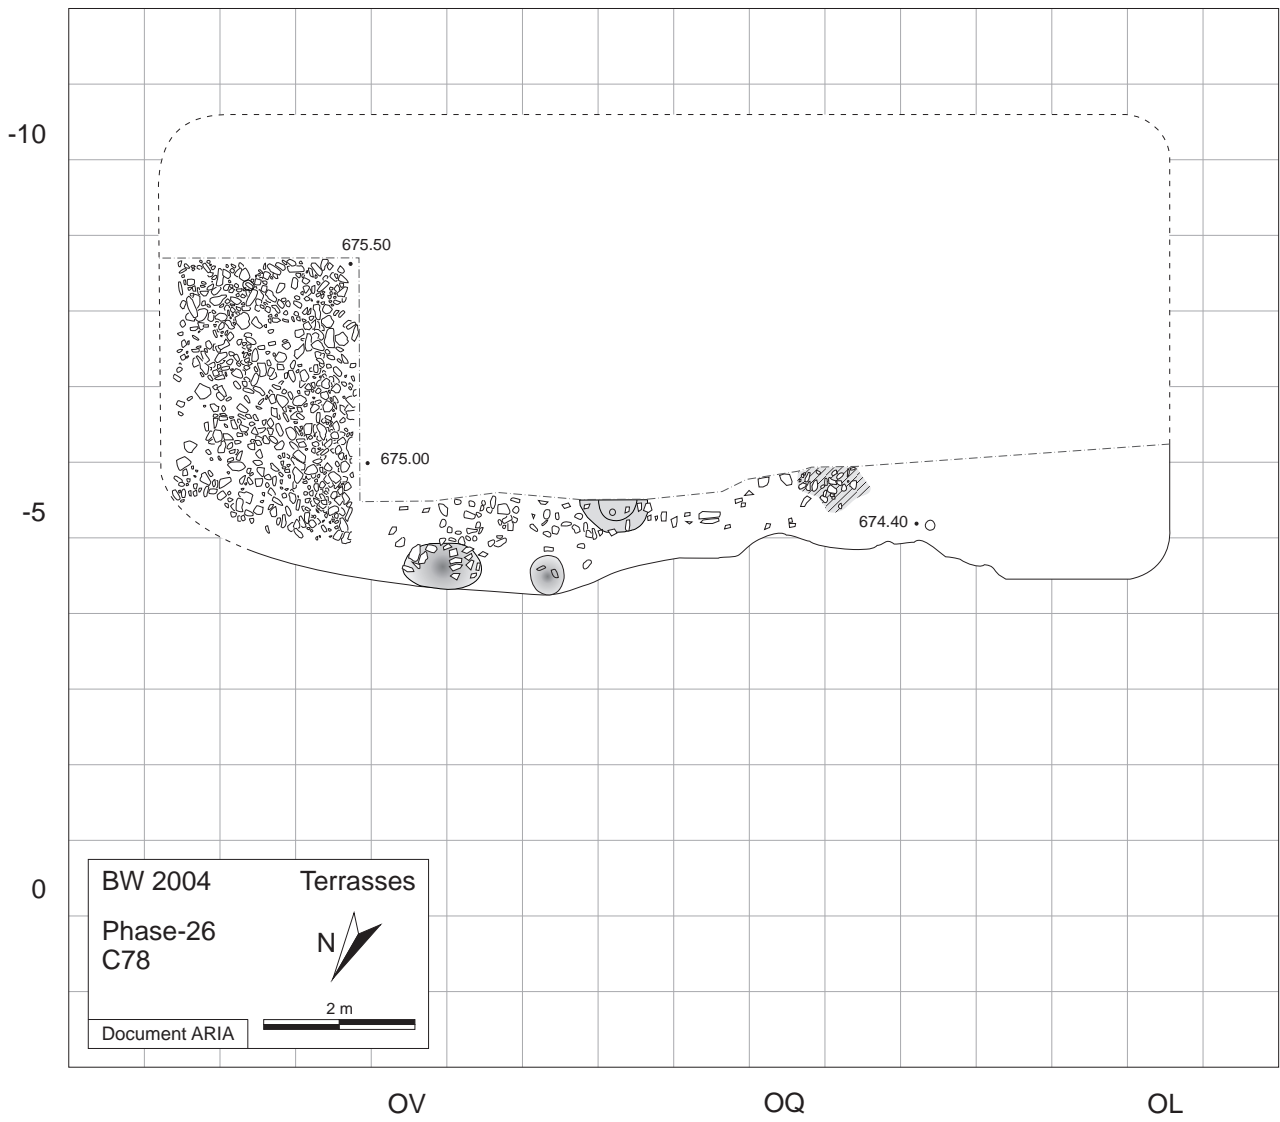 -10
675.50
675.00
-5
674.40
0
BW 2004 Terrasses
Phase-26
C78
N
2 m
Document ARIA
OV OQ OL